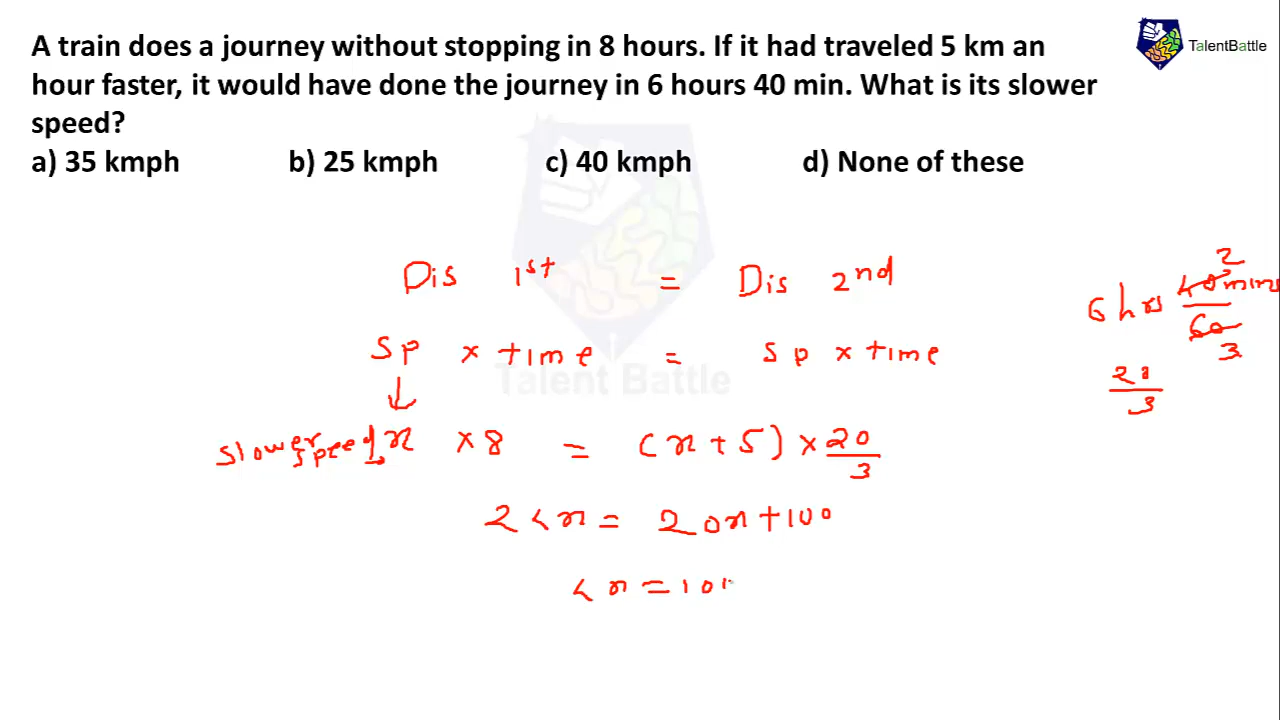 A train does a journey without stopping in 8 hours. If it had traveled 5 km an
hour faster, it would have done the journey in 6 hours 40 min. What is its slower
speed?
a) 35 kmph b) 25 kmph c) 40 kmph d) None of these
TalentBattle
Dis 1st = Dis 2nd
Sp × time = Sp × time
Talent Battle
slower speed x × 8 = (x + 5) × 20/3
24x = 20x + 100
4x = 10
6 hrs 40 mins
60
2
3
20/3